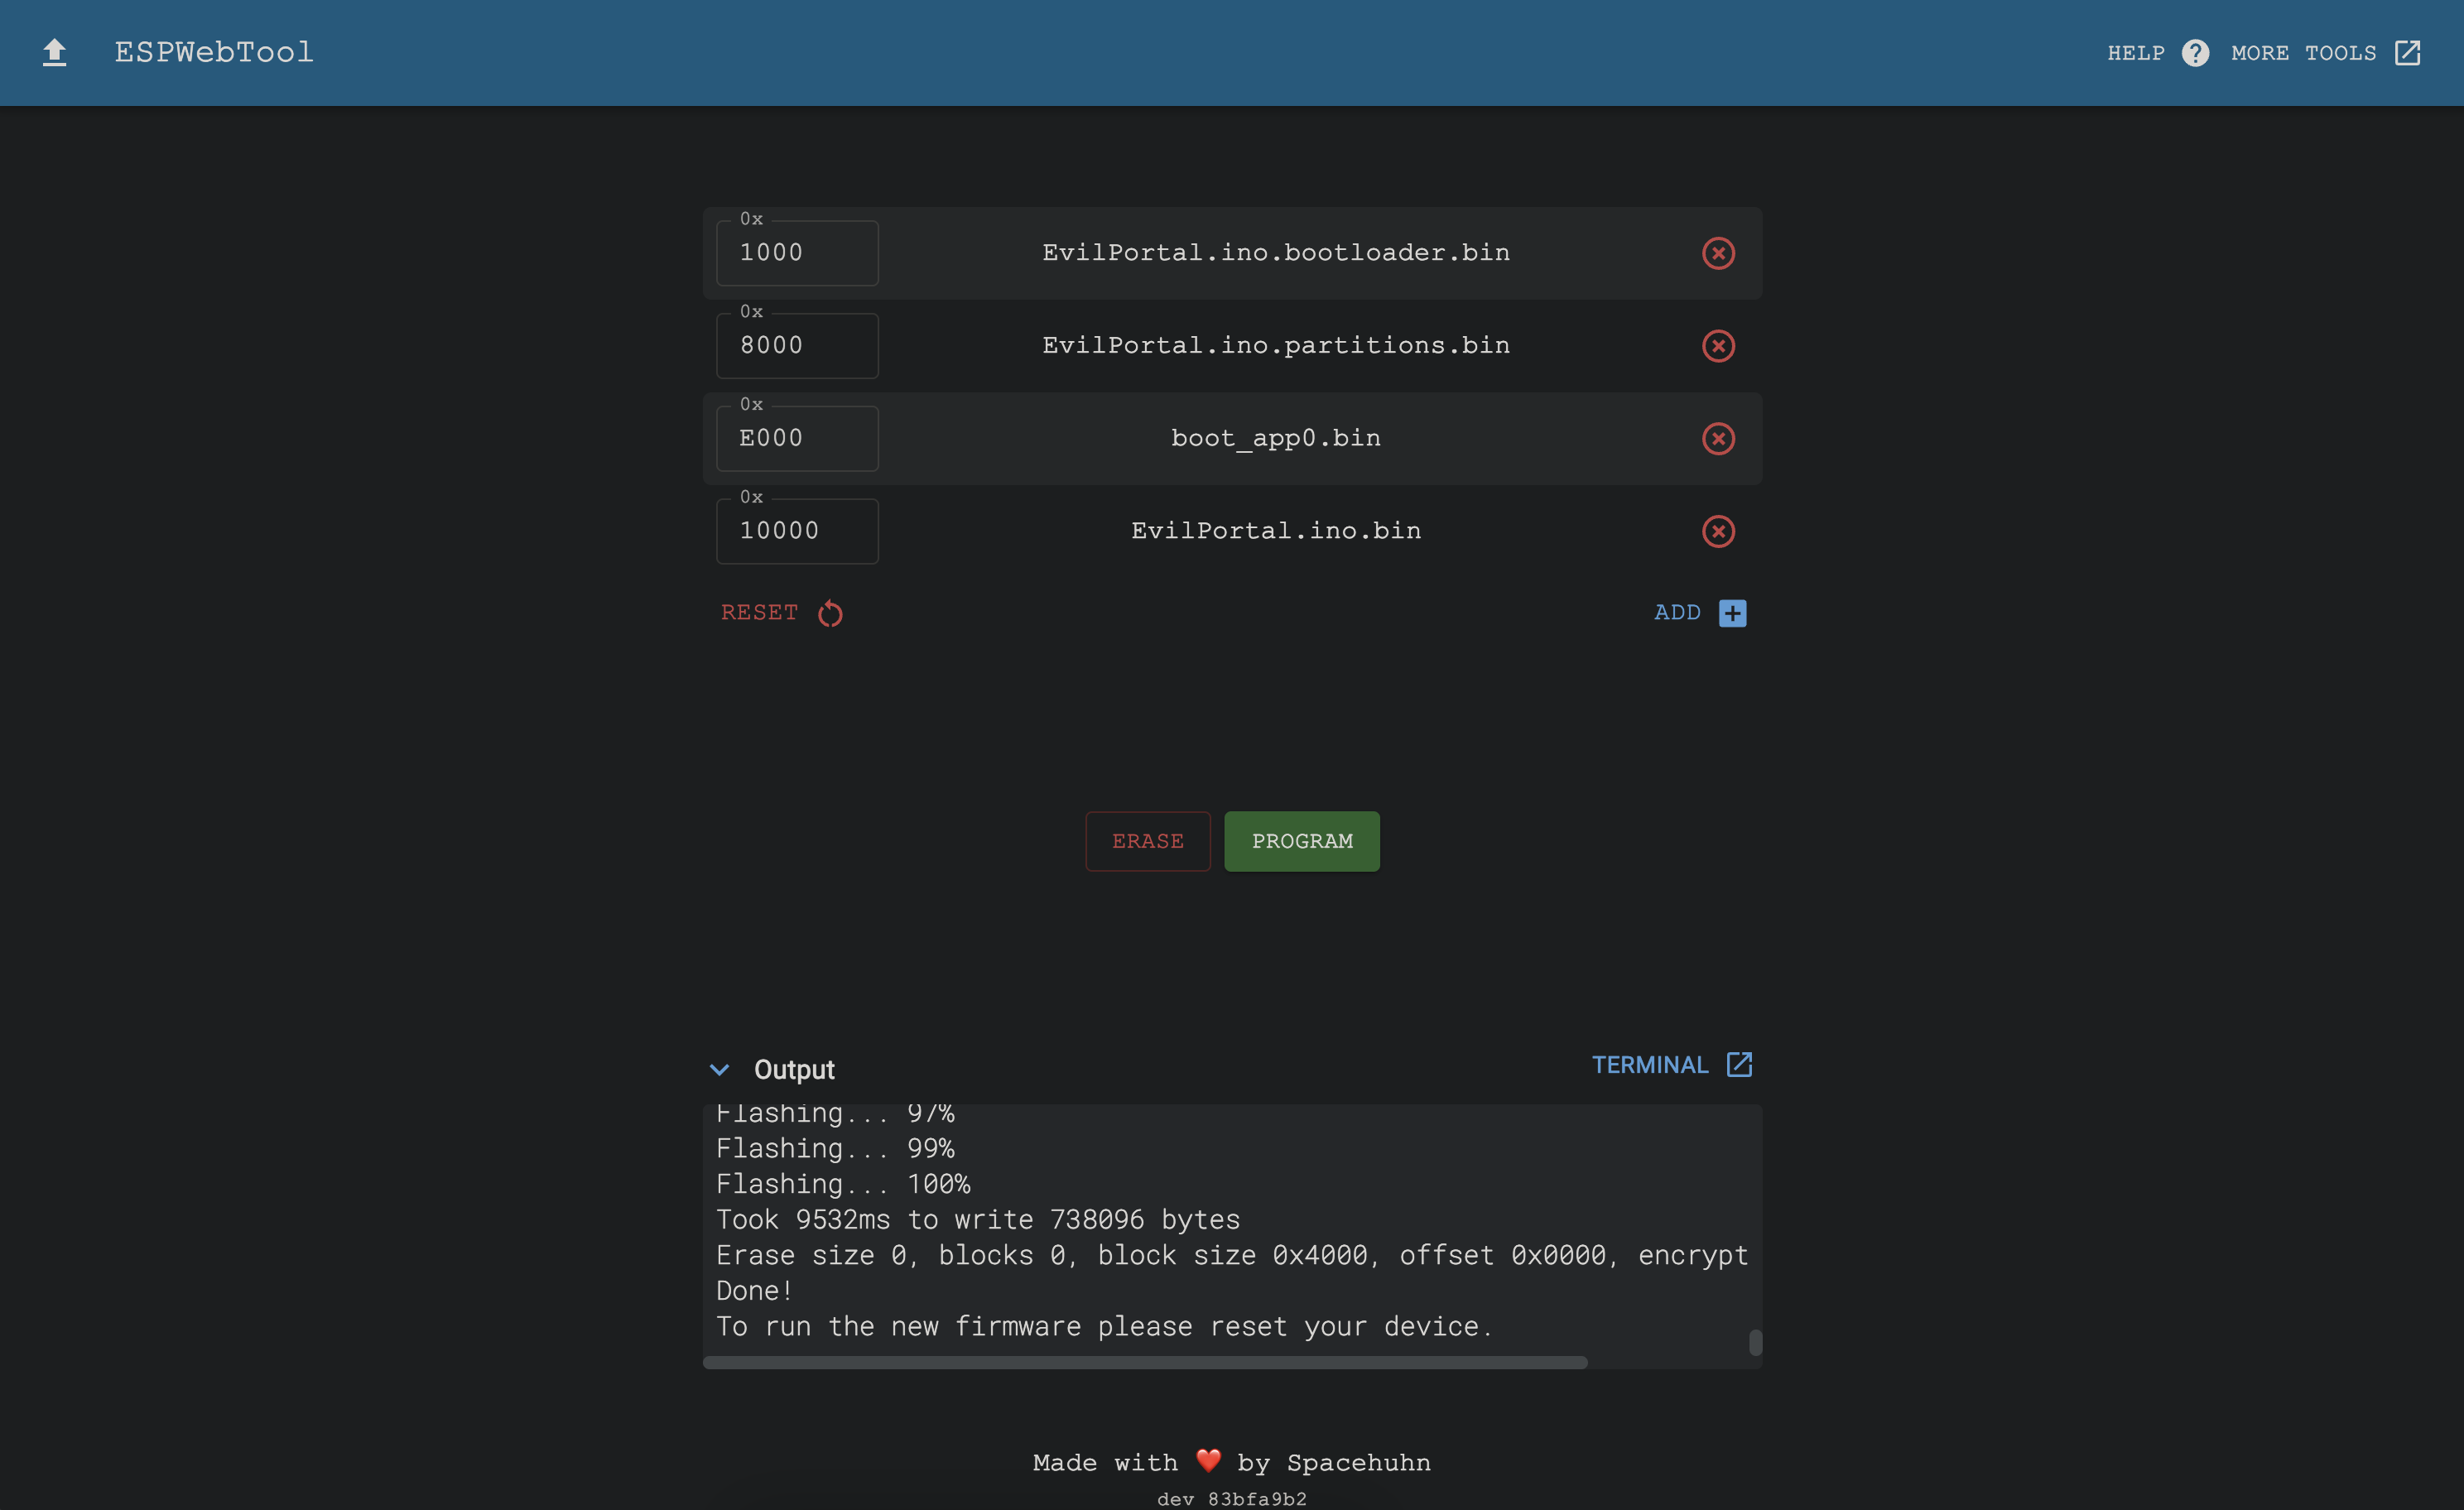 ESPWebTool
HELP MORE TOOLS
0x
1000 EvilPortal.ino.bootloader.bin
0x
8000 EvilPortal.ino.partitions.bin
0x
E000 boot_app0.bin
0x
10000 EvilPortal.ino.bin
RESET ADD
ERASE PROGRAM
Output TERMINAL
Flashing... 97%
Flashing... 99%
Flashing... 100%
Took 9532ms to write 738096 bytes
Erase size 0, blocks 0, block size 0x4000, offset 0x0000, encrypt
Done!
To run the new firmware please reset your device.
Made with ❤️ by Spacehuhn
dev 83bfa9b2